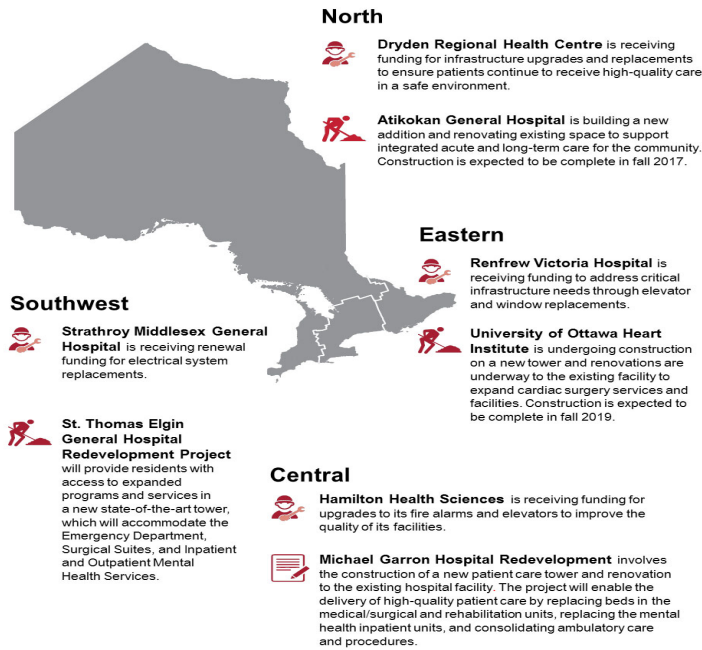 North
Dryden Regional Health Centre is receiving
funding for infrastructure upgrades and replacements
to ensure patients continue to receive high-quality care
in a safe environment.
Atikokan General Hospital is building a new
addition and renovating existing space to support
integrated acute and long-term care for the community.
Construction is expected to be complete in fall 2017.
Eastern
Renfrew Victoria Hospital is
receiving funding to address critical
infrastructure needs through elevator
and window replacements.
University of Ottawa Heart
Institute is undergoing construction
on a new tower and renovations are
underway to the existing facility to
expand cardiac surgery services and
facilities. Construction is expected to
be complete in fall 2019.
Southwest
Strathroy Middlesex General
Hospital is receiving renewal
funding for electrical system
replacements.
St. Thomas Elgin
General Hospital
Redevelopment Project
will provide residents with
access to expanded
programs and services in
a new state-of-the-art tower,
which will accommodate the
Emergency Department,
Surgical Suites, and Inpatient
and Outpatient Mental
Health Services.
Central
Hamilton Health Sciences is receiving funding for
upgrades to its fire alarms and elevators to improve the
quality of its facilities.
Michael Garron Hospital Redevelopment involves
the construction of a new patient care tower and renovation
to the existing hospital facility. The project will enable the
delivery of high-quality patient care by replacing beds in the
medical/surgical and rehabilitation units, replacing the mental
health inpatient units, and consolidating ambulatory care
and procedures.